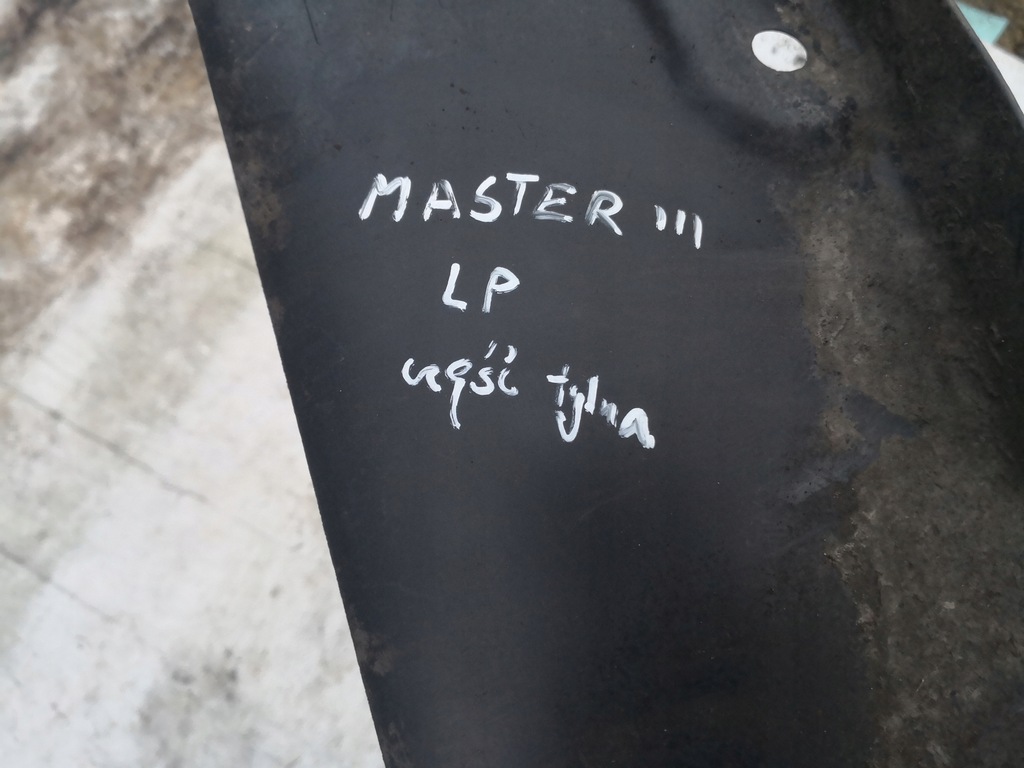 MASTER III
LP
część tylna